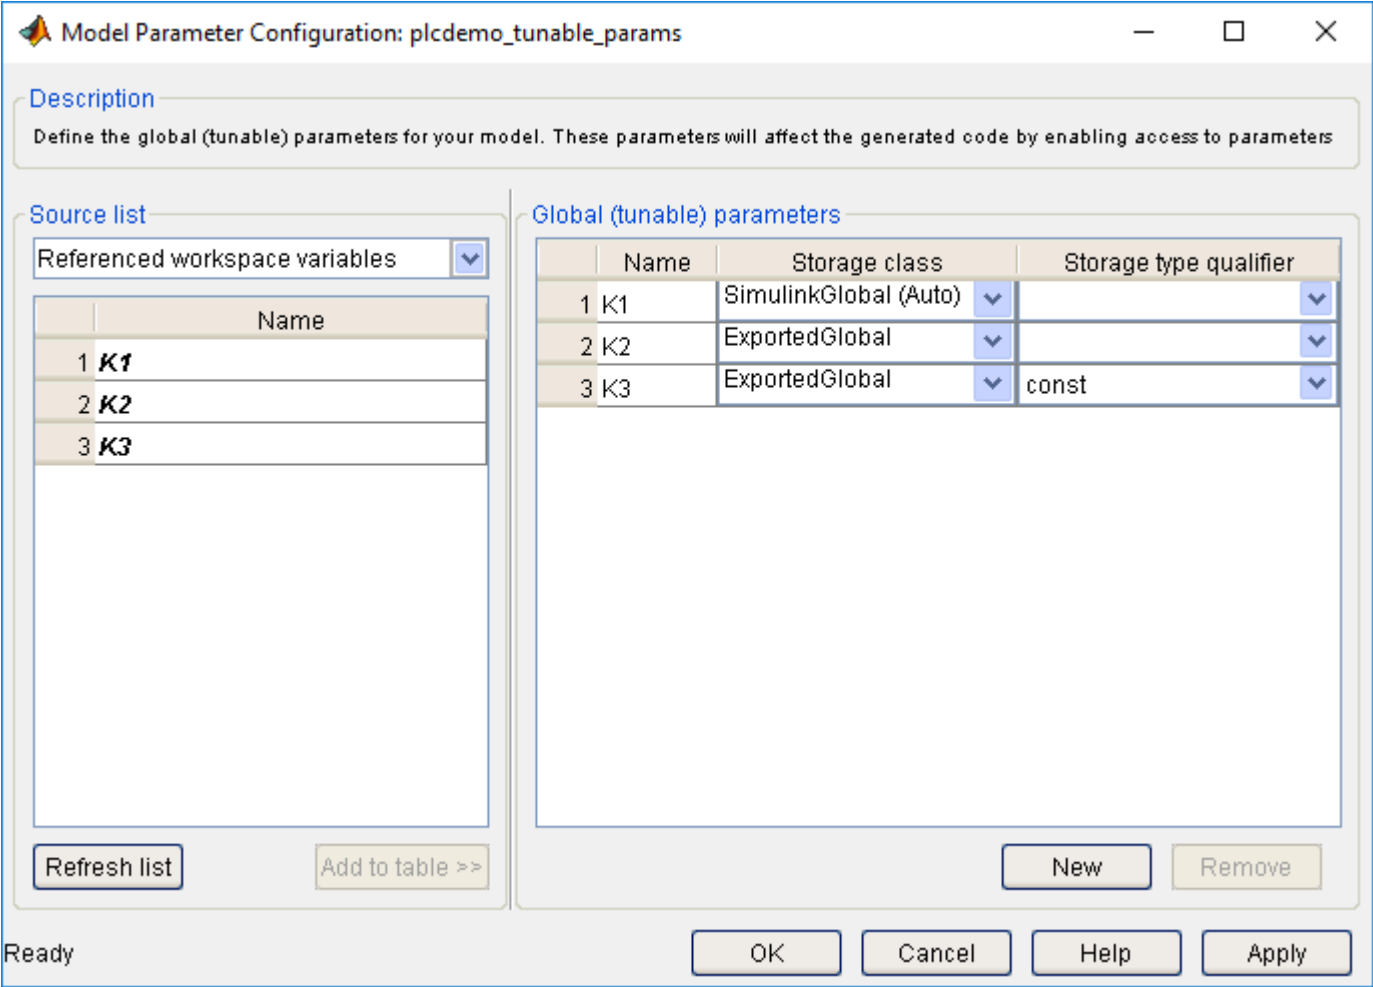 Model Parameter Configuration: plcdemo_tunable_params
Description
Define the global (tunable) parameters for your model. These parameters will affect the generated code by enabling access to parameters
Source list
Referenced workspace variables
Name
1 K1
2 K2
3 K3
Refresh list
Add to table >>
Global (tunable) parameters
Name Storage class Storage type qualifier
1 K1 SimulinkGlobal (Auto)
2 K2 ExportedGlobal
3 K3 ExportedGlobal const
New Remove
Ready OK Cancel Help Apply